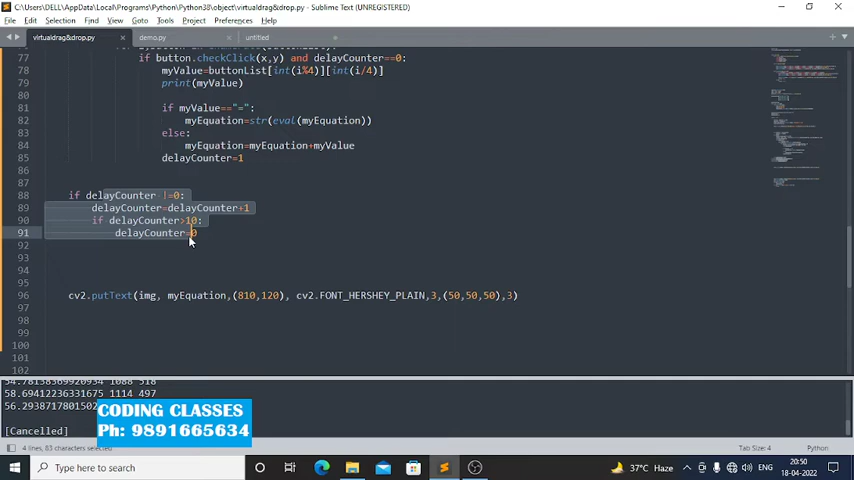 C:\Users\DELL\AppData\Local\Programs\Python\Python38\object\virtualdrag&drop.py - Sublime Text (UNREGISTERED)
File Edit Selection Find View Goto Tools Project Preferences Help
virtualdrag&drop.py × demo.py untitled
77 if button.checkClick(x,y) and delayCounter==0:
78 myValue=buttonList[int(i%4)][int(i/4)]
79 print(myValue)
80
81 if myValue=="=":
82 myEquation=str(eval(myEquation))
83 else:
84 myEquation=myEquation+myValue
85 delayCounter=1
86
87
88 if delayCounter !=0:
89 delayCounter=delayCounter+1
90 if delayCounter>10:
91 delayCounter=0
92
93
94
95
96 cv2.putText(img, myEquation,(810,120), cv2.FONT_HERSHEY_PLAIN,3,(50,50,50),3)
97
98
99
100
101
102
54.78138369920934 1088 518
58.69412236331675 1114 497
56.2938717801502
[Cancelled]
CODING CLASSES
Ph: 9891665634
4 lines, 83 characters selected
Tab Size: 4 Python
Type here to search
37°C Haze
ENG
20:50
18-04-2022